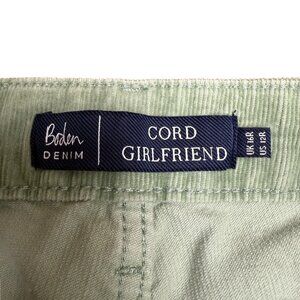 Boden
DENIM
CORD
GIRLFRIEND
UK 16R
US 12R